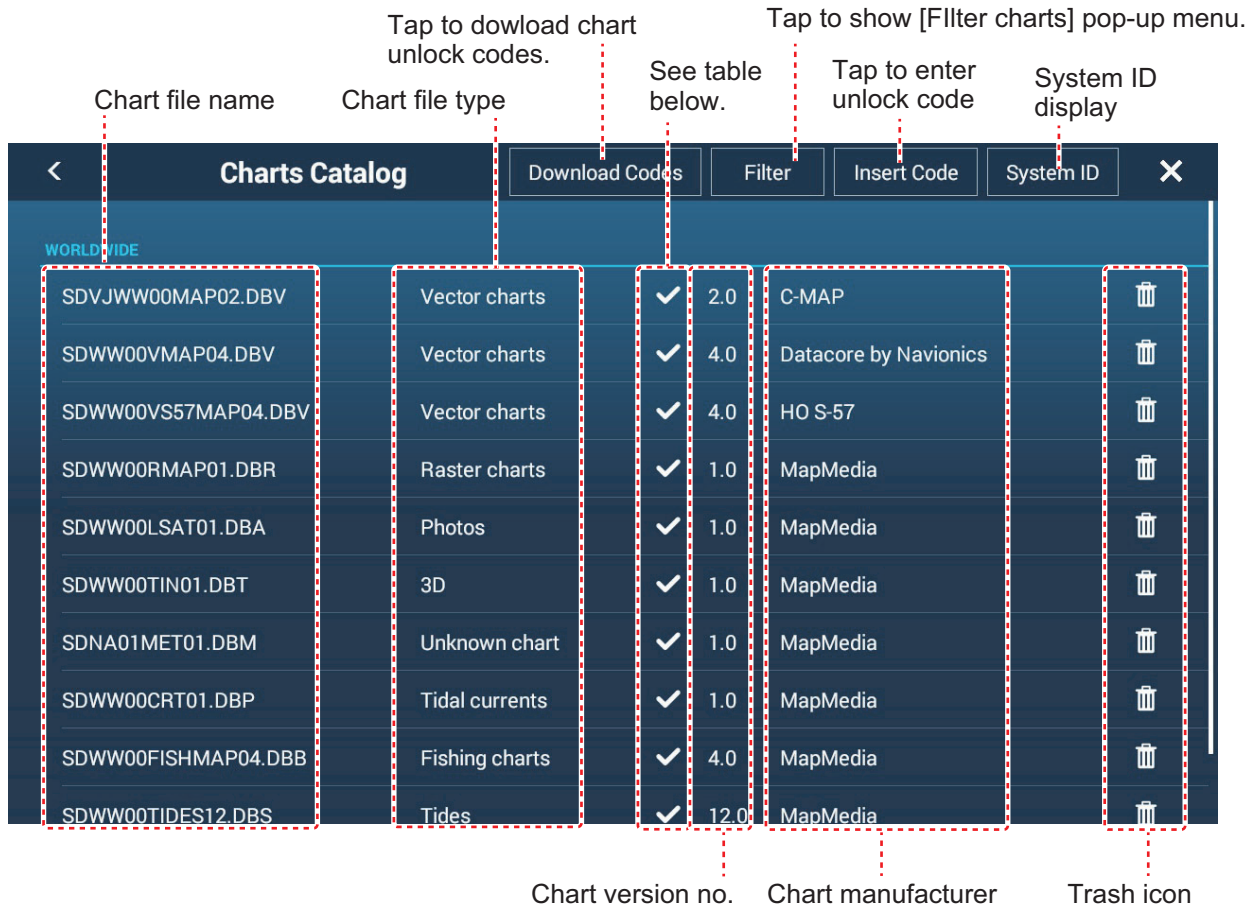 Tap to dowload chart
unlock codes.
Tap to show [FIlter charts] pop-up menu.
See table
below.
Tap to enter
unlock code
System ID
display
Chart file name
Chart file type
Charts Catalog
Download Codes
Filter
Insert Code
System ID
WORLDWIDE
SDVJWW00MAP02.DBV Vector charts 2.0 C-MAP
SDWW00VMAP04.DBV Vector charts 4.0 Datacore by Navionics
SDWW00VS57MAP04.DBV Vector charts 4.0 HO S-57
SDWW00RMAP01.DBR Raster charts 1.0 MapMedia
SDWW00LSAT01.DBA Photos 1.0 MapMedia
SDWW00TIN01.DBT 3D 1.0 MapMedia
SDNA01MET01.DBM Unknown chart 1.0 MapMedia
SDWW00CRT01.DBP Tidal currents 1.0 MapMedia
SDWW00FISHMAP04.DBB Fishing charts 4.0 MapMedia
SDWW00TIDES12.DBS Tides 12.0 MapMedia
Chart version no.
Chart manufacturer
Trash icon